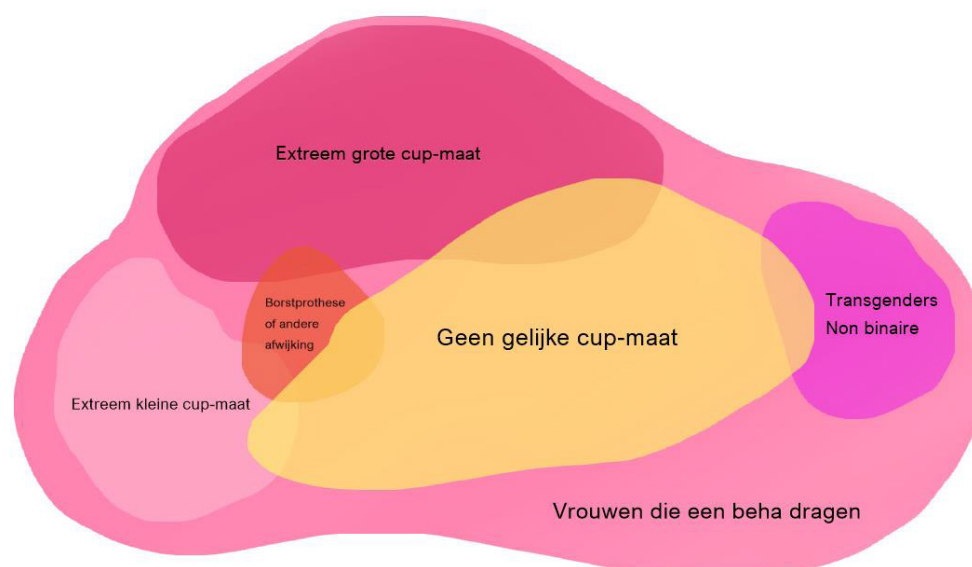 Extreem grote cup-maat
Borstprothese
of andere
afwijking
Geen gelijke cup-maat
Transgenders
Non binaire
Extreem kleine cup-maat
Vrouwen die een beha dragen